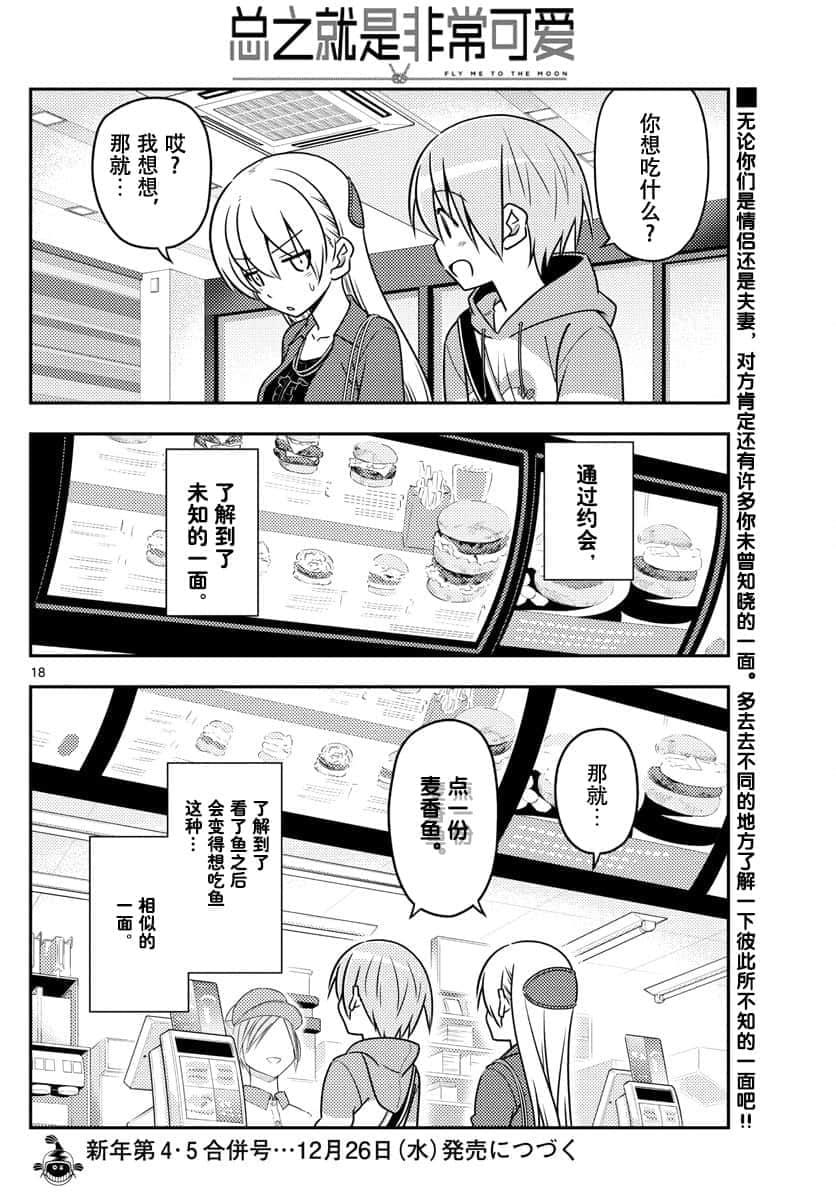 总之就是非常可爱
FLY ME TO THE MOON
你想吃什么?
哎?
我想想,
那就…
通过约会,
了解到了
未知的一面。
18
那就…
点一份
麦香鱼。
了解到了
看了鱼之后
会变得想吃鱼
这种…
相似的
一面。
■无论你们是情侣还是夫妻,对方肯定还有许多你未曾知晓的一面。多去去不同的地方了解一下彼此所不知的一面吧!!
新年第4・5合併号…12月26日(水)発売につづく